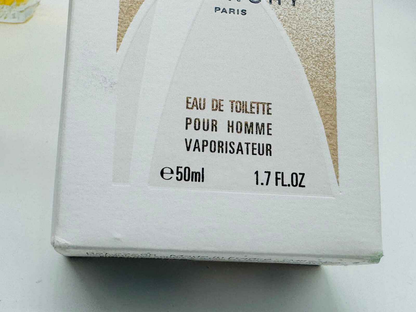 PARIS
EAU DE TOILETTE
POUR HOMME
VAPORISATEUR
℮50ml 1.7 FL.OZ